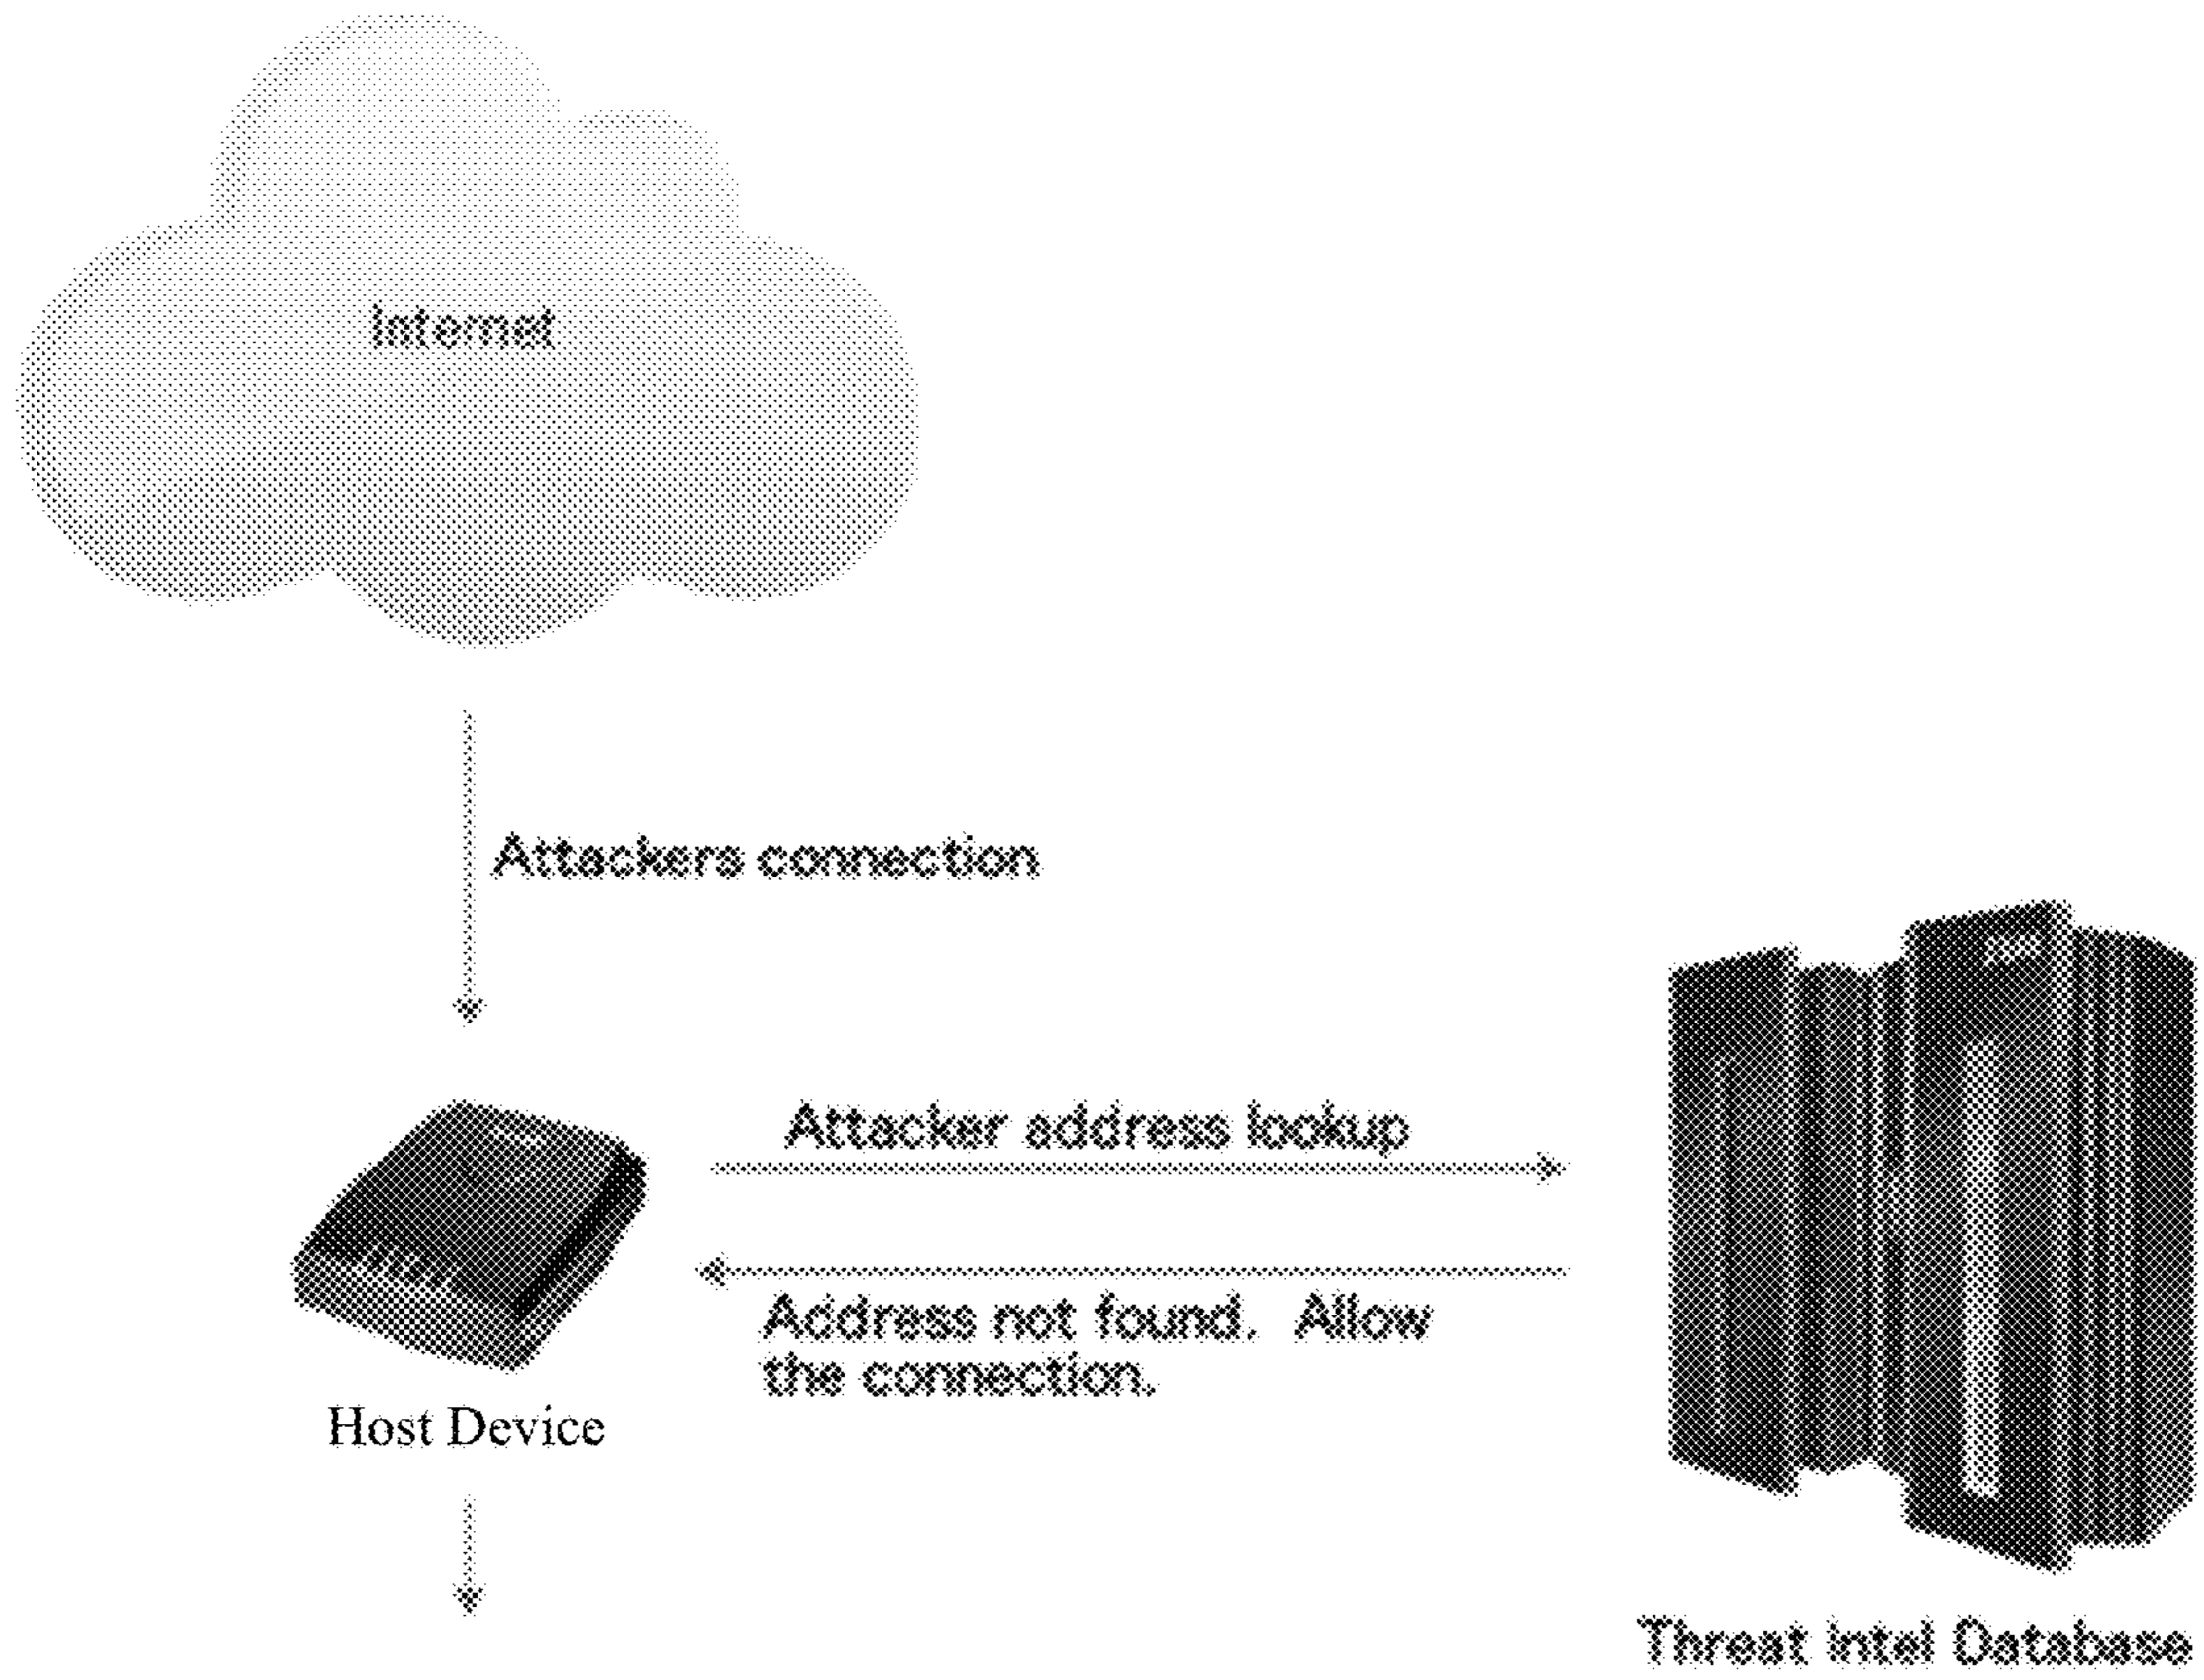 Internet
Attackers connection
Attacker address lookup
Address not found. Allow
the connection.
Host Device
Threat Intel Database